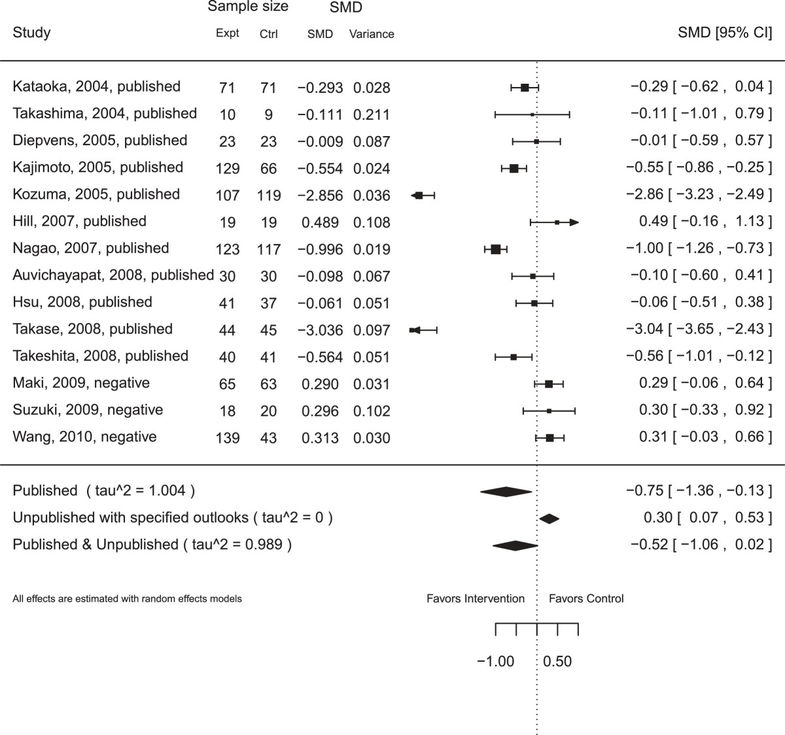 Sample size SMD
Study Expt Ctrl SMD Variance SMD [95% CI]
Kataoka, 2004, published 71 71 −0.293 0.028 −0.29 [ −0.62 , 0.04 ]
Takashima, 2004, published 10 9 −0.111 0.211 −0.11 [ −1.01 , 0.79 ]
Diepvens, 2005, published 23 23 −0.009 0.087 −0.01 [ −0.59 , 0.57 ]
Kajimoto, 2005, published 129 66 −0.554 0.024 −0.55 [ −0.86 , −0.25 ]
Kozuma, 2005, published 107 119 −2.856 0.036 −2.86 [ −3.23 , −2.49 ]
Hill, 2007, published 19 19 0.489 0.108 0.49 [ −0.16 , 1.13 ]
Nagao, 2007, published 123 117 −0.996 0.019 −1.00 [ −1.26 , −0.73 ]
Auvichayapat, 2008, published 30 30 −0.098 0.067 −0.10 [ −0.60 , 0.41 ]
Hsu, 2008, published 41 37 −0.061 0.051 −0.06 [ −0.51 , 0.38 ]
Takase, 2008, published 44 45 −3.036 0.097 −3.04 [ −3.65 , −2.43 ]
Takeshita, 2008, published 40 41 −0.564 0.051 −0.56 [ −1.01 , −0.12 ]
Maki, 2009, negative 65 63 0.290 0.031 0.29 [ −0.06 , 0.64 ]
Suzuki, 2009, negative 18 20 0.296 0.102 0.30 [ −0.33 , 0.92 ]
Wang, 2010, negative 139 43 0.313 0.030 0.31 [ −0.03 , 0.66 ]
Published ( tau^2 = 1.004 ) −0.75 [ −1.36 , −0.13 ]
Unpublished with specified outlooks ( tau^2 = 0 ) 0.30 [ 0.07 , 0.53 ]
Published & Unpublished ( tau^2 = 0.989 ) −0.52 [ −1.06 , 0.02 ]
All effects are estimated with random effects models Favors Intervention Favors Control
−1.00 0.50